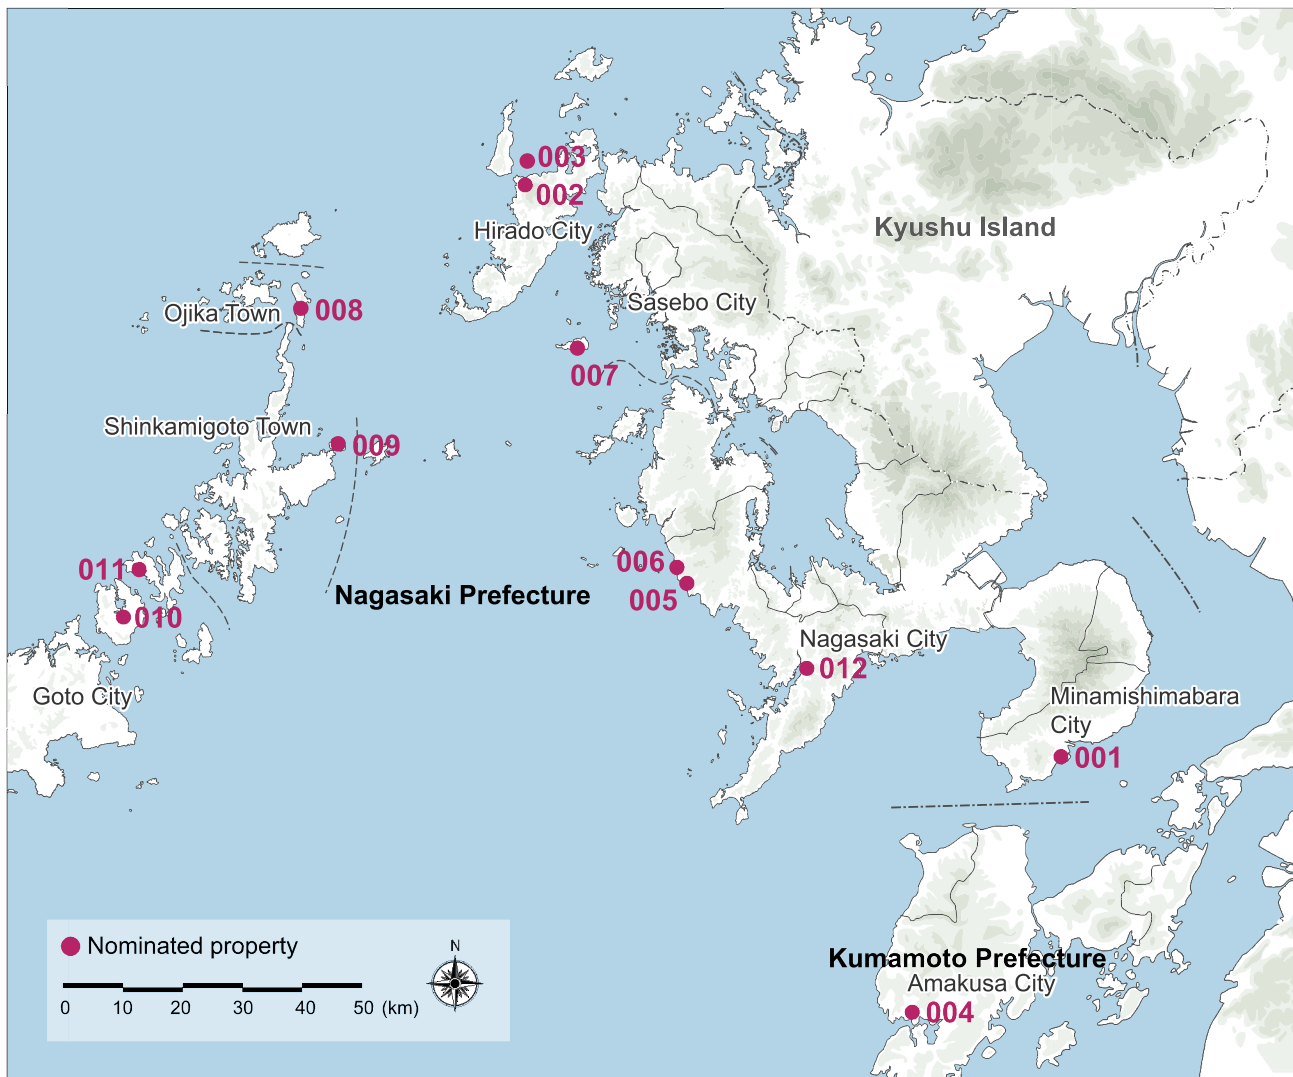 003
002
Kyushu Island
Hirado City
Sasebo City
Ojika Town
008
007
Shinkamigoto Town
009
006
011
Nagasaki Prefecture
005
010
Nagasaki City
012
Goto City
Minamishimabara
City
001
Nominated property
N
Kumamoto Prefecture
Amakusa City
0 10 20 30 40 50 (km)
004